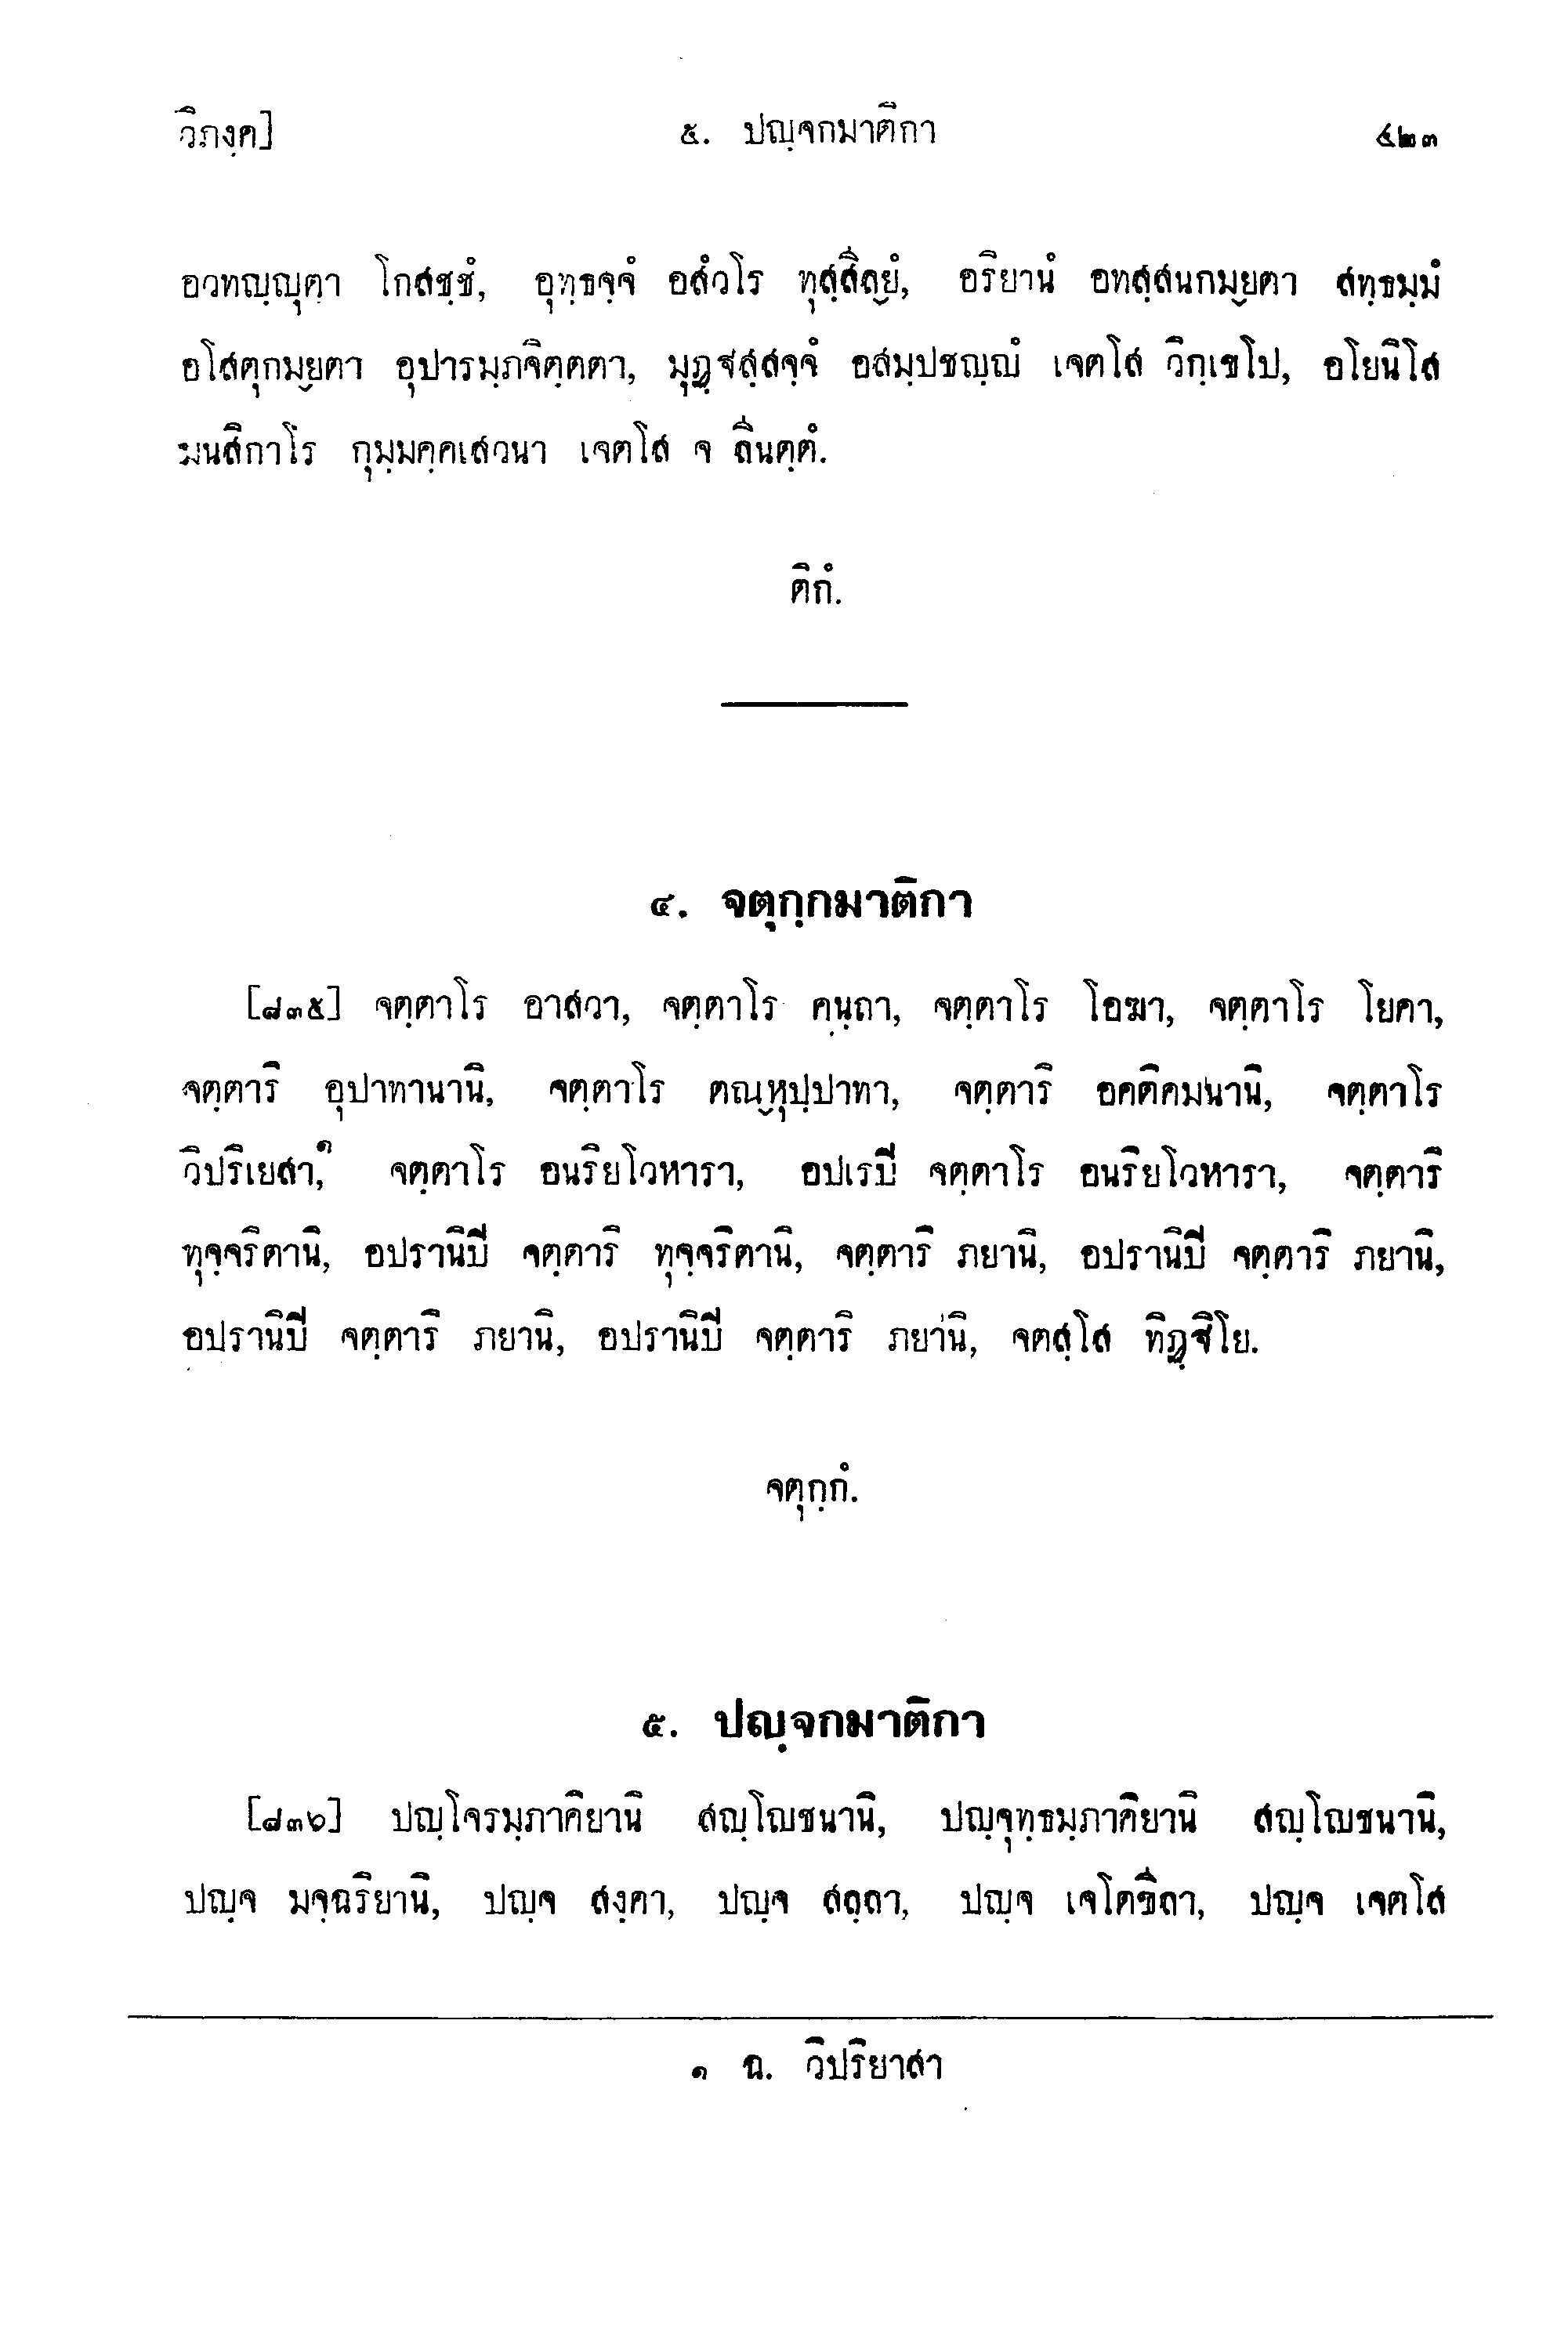 วิภงฺค]
๕. ปญฺจกมาติกา
๕๒๓
อวทญฺญุตา โกสชฺชํ, อุทฺธจฺจํ อสํวโร ทุสฺสีลฺยํ, อริยานํ อทสฺสนกมฺยตา สทฺธมฺมํ
อโสตุกมฺยตา อุปารมฺภจิตฺตตา, มุฏฺฐสฺสจฺจํ อสมฺปชญฺญํ เจตโส วิกฺเขโป, อโยนิโส
มนสิกาโร กุมฺมคฺคเสวนา เจตโส จ ลีนตฺตํ.
ติกํ.
๔. จตุกฺกมาติกา
[๘๓๕] จตฺตาโร อาสวา, จตฺตาโร คนฺถา, จตฺตาโร โอฆา, จตฺตาโร โยคา,
จตฺตาริ อุปาทานานิ, จตฺตาโร ตณฺหุปฺปาทา, จตฺตาริ อคติคมนานิ, จตฺตาโร
วิปริเยสา,๑ จตฺตาโร อนริยโวหารา, อปเรปิ จตฺตาโร อนริยโวหารา, จตฺตาริ
ทุจฺจริตานิ, อปรานิปิ จตฺตาริ ทุจฺจริตานิ, จตฺตาริ ภยานิ, อปรานิปิ จตฺตาริ ภยานิ,
อปรานิปิ จตฺตาริ ภยานิ, อปรานิปิ จตฺตาริ ภยานิ, จตสฺโส ทิฏฺฐิโย.
จตุกฺกํ.
๕. ปญฺจกมาติกา
[๘๓๖] ปญฺโจรมฺภาคิยานิ สญฺโญชนานิ, ปญฺจุทฺธมฺภาคิยานิ สญฺโญชนานิ,
ปญฺจ มจฺฉริยานิ, ปญฺจ สงฺคา, ปญฺจ สลฺลา, ปญฺจ เจโตขิลา, ปญฺจ เจตโส
๑ ฉ. วิปริยาสา